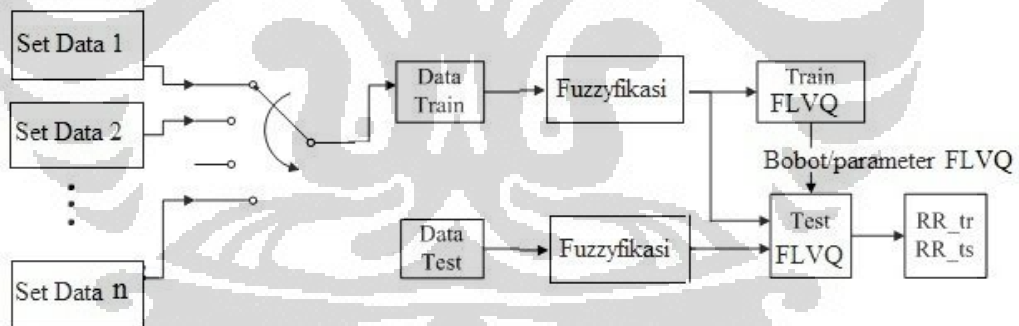 Set Data 1
Set Data 2
Set Data n
Data
Train
Fuzzyfikasi
Train
FLVQ
Bobot/parameter FLVQ
Data
Test
Fuzzyfikasi
Test
FLVQ
RR_tr
RR_ts